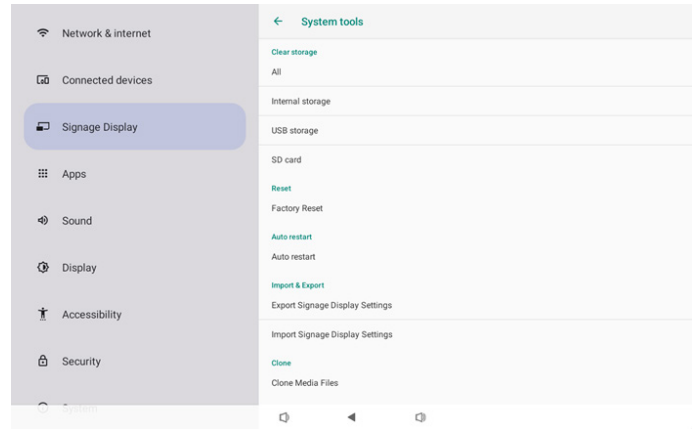 Network & internet
Connected devices
Signage Display
Apps
Sound
Display
Accessibility
Security
System
System tools
Clear storage
All
Internal storage
USB storage
SD card
Reset
Factory Reset
Auto restart
Auto restart
Import & Export
Export Signage Display Settings
Import Signage Display Settings
Clone
Clone Media Files